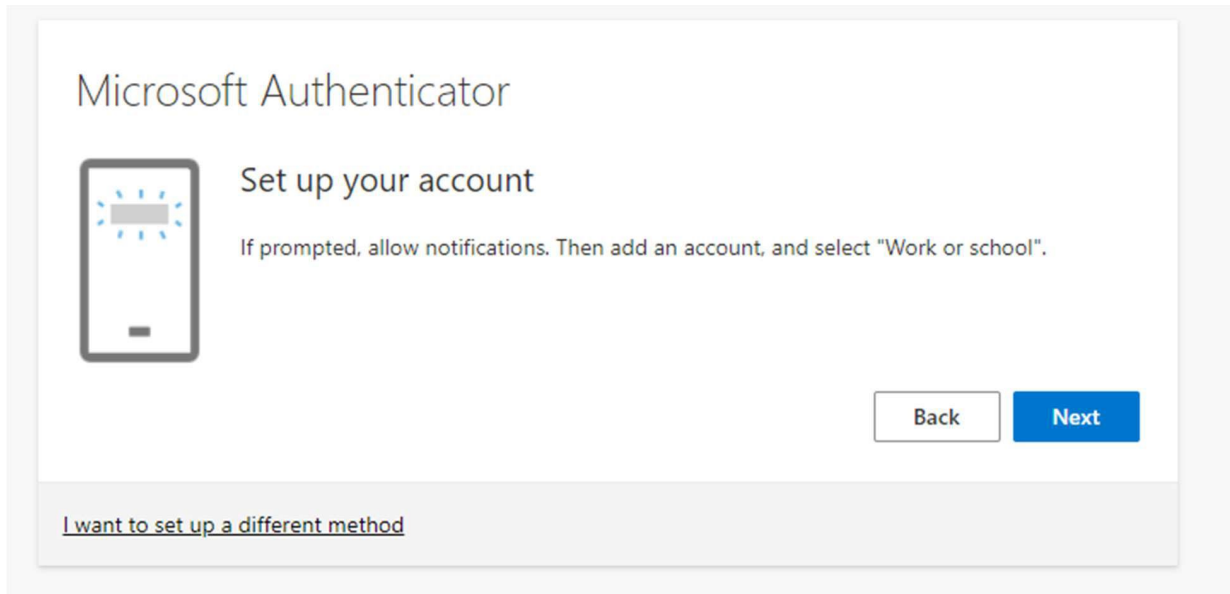 Microsoft Authenticator
Set up your account
If prompted, allow notifications. Then add an account, and select "Work or school".
Back
Next
I want to set up a different method